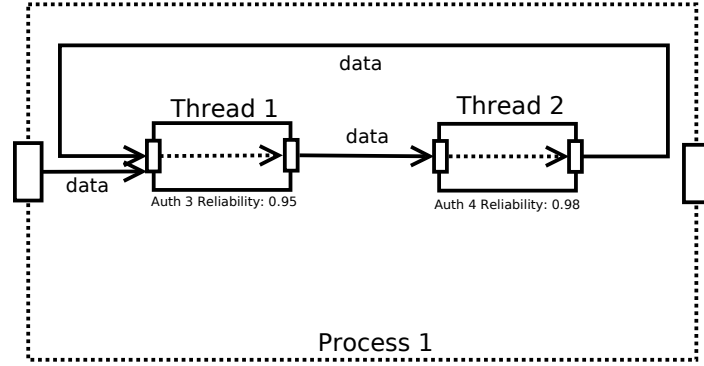 data
Thread 1
Thread 2
data
data
Auth 3 Reliability: 0.95
Auth 4 Reliability: 0.98
Process 1